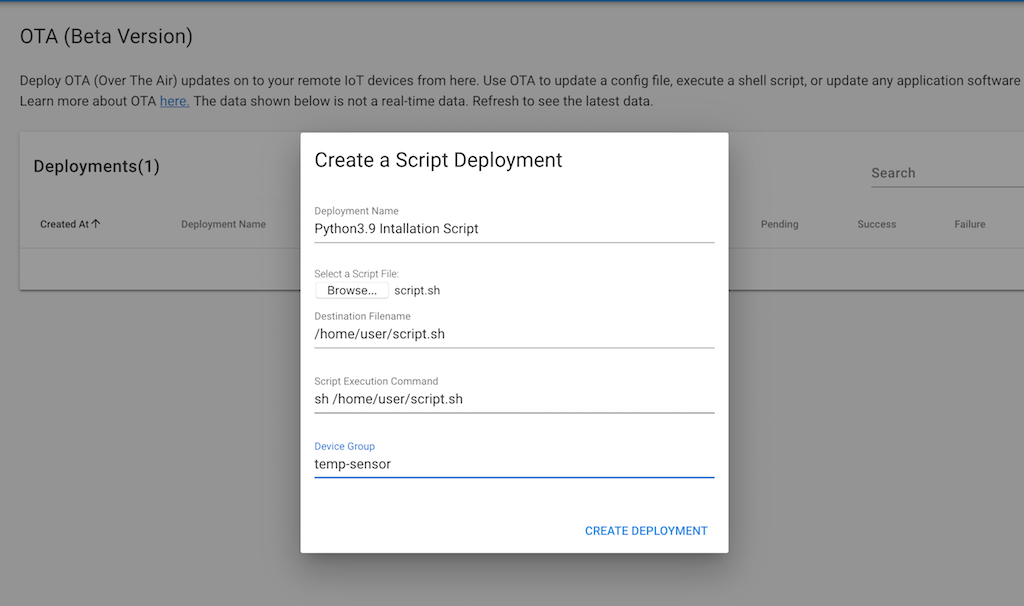 OTA (Beta Version)
Deploy OTA (Over The Air) updates on to your remote IoT devices from here. Use OTA to update a config file, execute a shell script, or update any application software
Learn more about OTA here. The data shown below is not a real-time data. Refresh to see the latest data.
Deployments(1)
Search
Created At
Deployment Name
Pending
Success
Failure
Create a Script Deployment
Deployment Name
Python3.9 Intallation Script
Select a Script File:
Browse... script.sh
Destination Filename
/home/user/script.sh
Script Execution Command
sh /home/user/script.sh
Device Group
temp-sensor
CREATE DEPLOYMENT